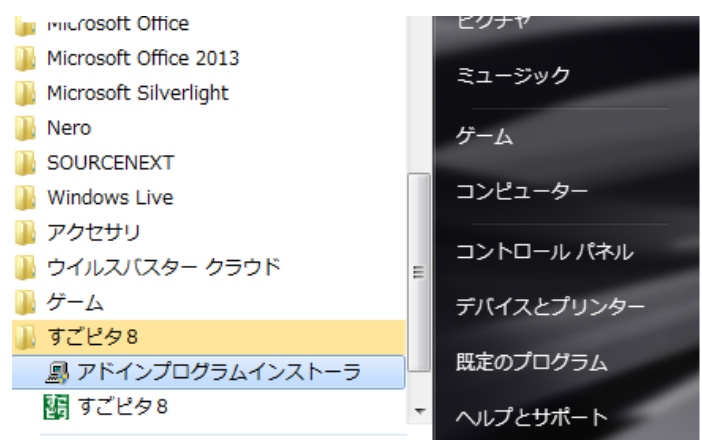 Microsoft Office
Microsoft Office 2013
Microsoft Silverlight
Nero
SOURCENEXT
Windows Live
アクセサリ
ウイルスバスター クラウド
ゲーム
すごピタ8
アドインプログラムインストーラ
すごピタ8
ピクチャ
ミュージック
ゲーム
コンピューター
コントロール パネル
デバイスとプリンター
既定のプログラム
ヘルプとサポート